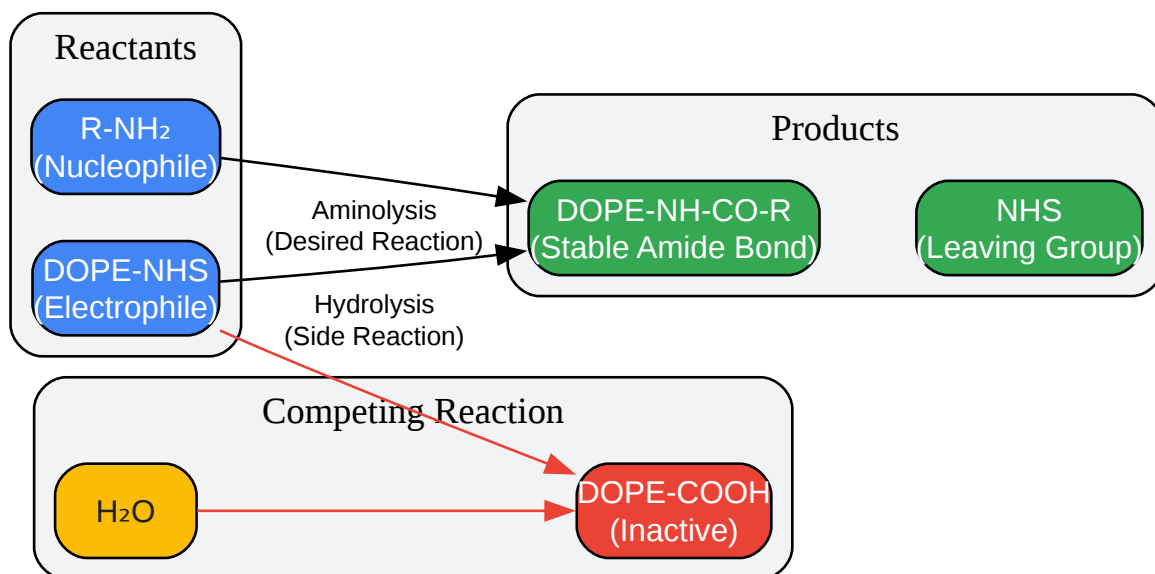 Reactants
R-NH₂
(Nucleophile)
DOPE-NHS
(Electrophile)
Aminolysis
(Desired Reaction)
Hydrolysis
(Side Reaction)
Products
DOPE-NH-CO-R
(Stable Amide Bond)
NHS
(Leaving Group)
Competing Reaction
H₂O
DOPE-COOH
(Inactive)